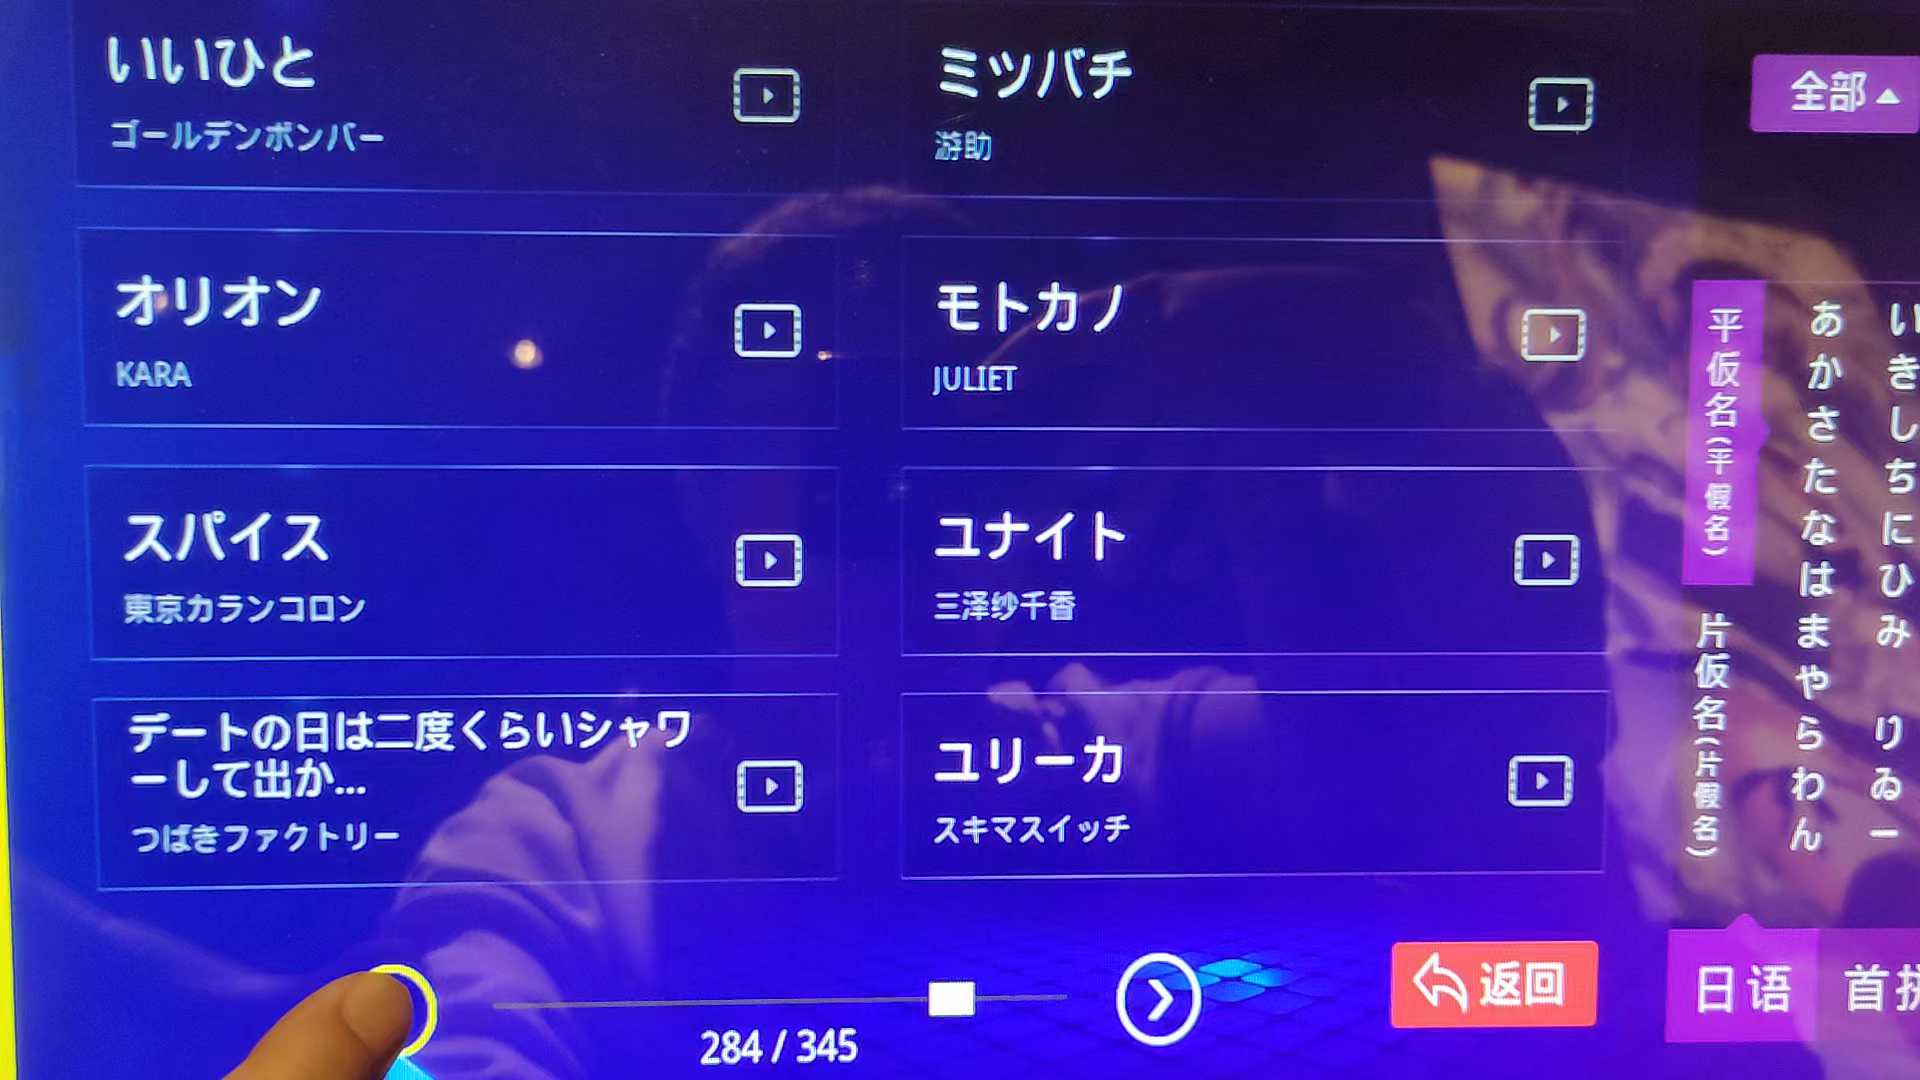 いいひと
ゴールデンボンバー
ミツバチ
游助
オリオン
KARA
モトカノ
JULIET
スパイス
東京カランコロン
ユナイト
三泽纱千香
デートの日は二度くらいシャワ
ーして出か...
つばきファクトリー
ユリーカ
スキマスイッチ
284 / 345
返回
全部
平仮名(平假名)
片仮名(片假名)
あかさたなはまやらわん
いきしちにひみ りゐー
日语
首拼